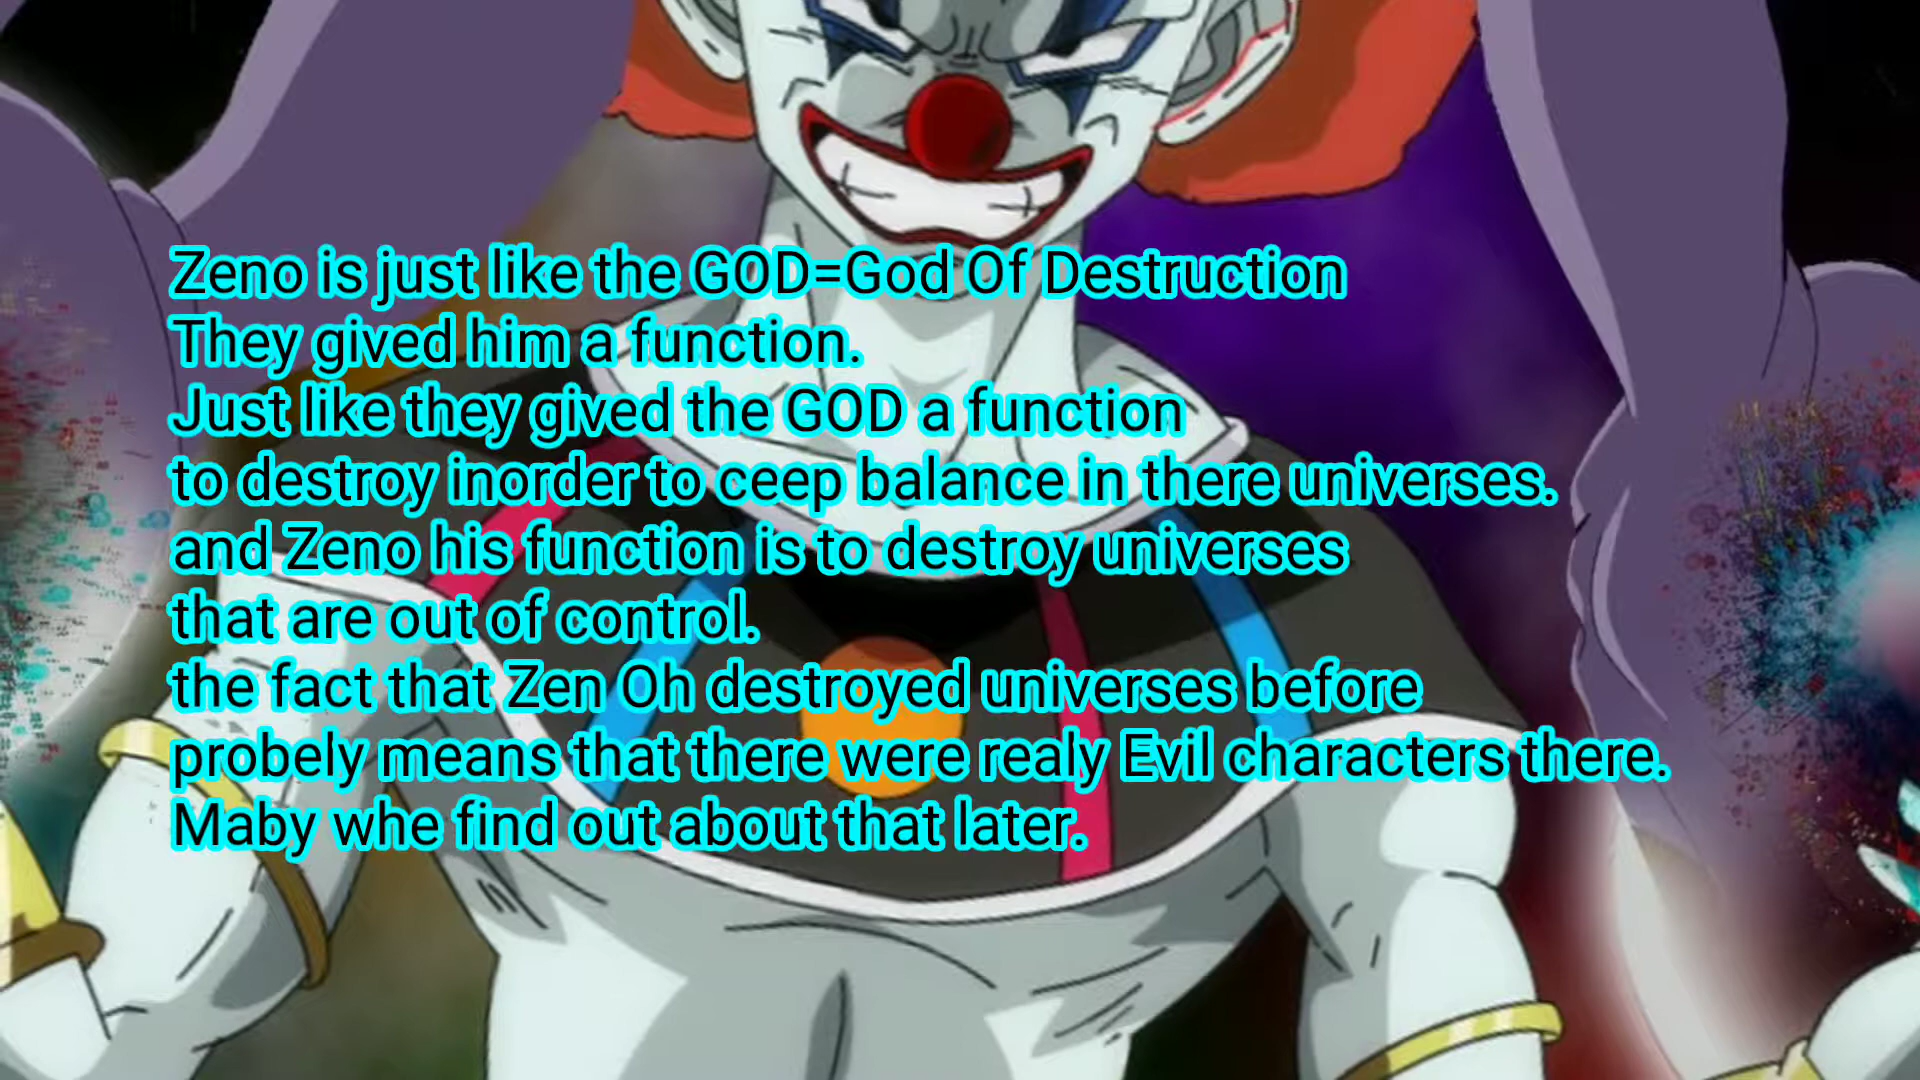 Zeno is just like the GOD=God Of Destruction
They gived him a function.
Just like they gived the GOD a function
to destroy inorder to ceep balance in there universes.
and Zeno his function is to destroy universes
that are out of control.
the fact that Zen Oh destroyed universes before
probely means that there were realy Evil characters there.
Maby whe find out about that later.